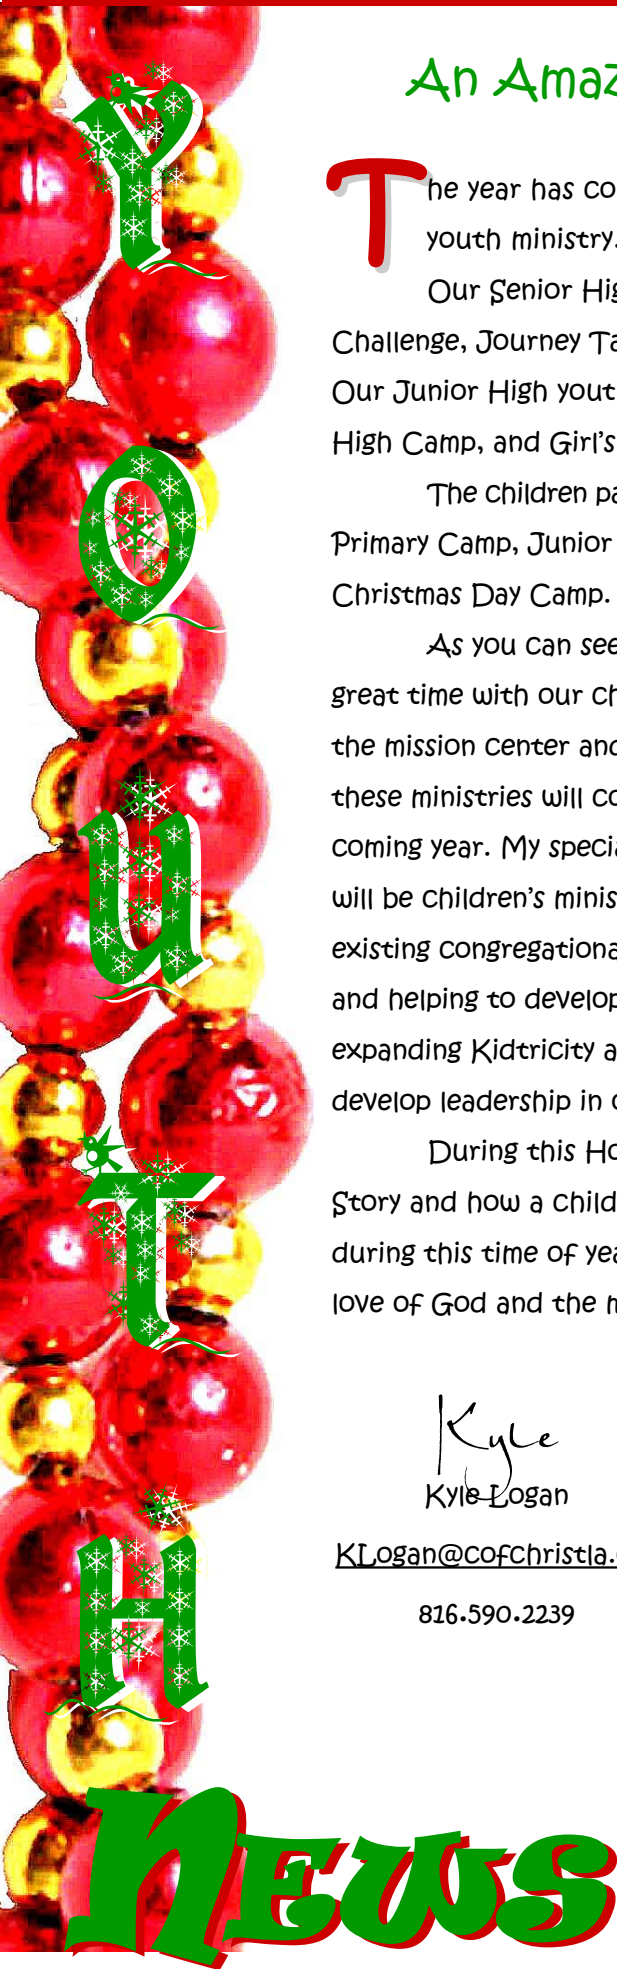 YOUTH
NEWS
An Amaz
The year has co
youth ministry.
Our Senior Hig
Challenge, Journey Ta
Our Junior High yout
High Camp, and Girl's
The children pa
Primary Camp, Junior
Christmas Day Camp.
As you can see
great time with our ch
the mission center and
these ministries will co
coming year. My specia
will be children's minis
existing congregationa
and helping to develop
expanding Kidtricity a
develop leadership in o
During this Ho
Story and how a child
during this time of yea
love of God and the m
Kyle
Kyle Logan
KLogan@cofchristla.
816.590.2239